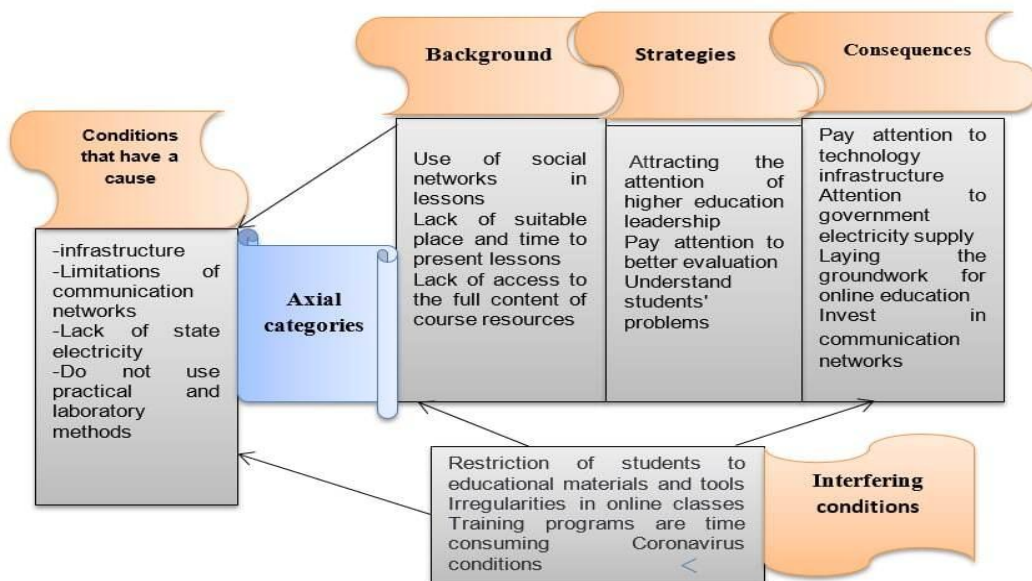 Background
Strategies
Consequences
Conditions
that have a
cause
-infrastructure
-Limitations of
communication
networks
-Lack of state
electricity
-Do not use
practical and
laboratory
methods
Axial
categories
Use of social
networks in
lessons
Lack of suitable
place and time to
present lessons
Lack of access to
the full content of
course resources
Attracting the
attention of
higher education
leadership
Pay attention to
better evaluation
Understand
students'
problems
Pay attention to
technology
infrastructure
Attention to
government
electricity supply
Laying the
groundwork for
online education
Invest in
communication
networks
Restriction of students to
educational materials and tools
Irregularities in online classes
Training programs are time
consuming Coronavirus
conditions <
Interfering
conditions